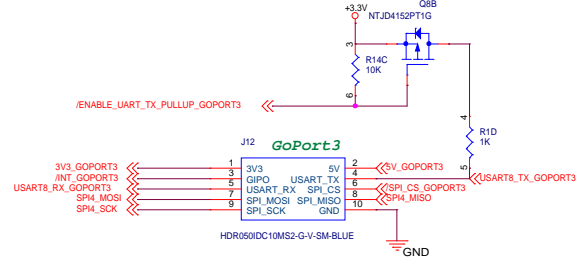 Q8B
NTJD4152PT1G
+3.3V
3
R14C
10K
6
/ENABLE_UART_TX_PULLUP_GOPORT3
4
R1D
1K
5
J12
GoPort3
3V3_GOPORT3 1 3V3 5V 2 5V_GOPORT3
/INT_GOPORT3 3 GIPO USART_TX 4 USART8_TX_GOPORT3
USART8_RX_GOPORT3 5 USART_RX SPI_CS 6 /SPI_CS_GOPORT3
SPI4_MOSI 7 SPI_MOSI SPI_MISO 8 SPI4_MISO
SPI4_SCK 9 SPI_SCK GND 10
HDR050IDC10MS2-G-V-SM-BLUE
GND